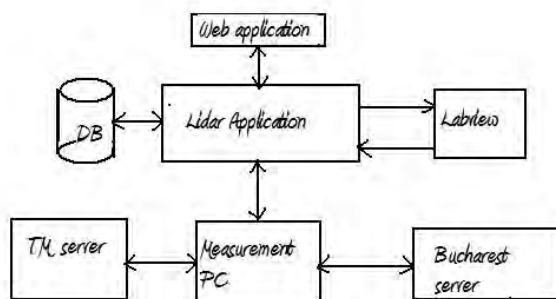 Web application
DB
Lidar Application
Labview
TM server
Measurement
PC
Bucharest
server